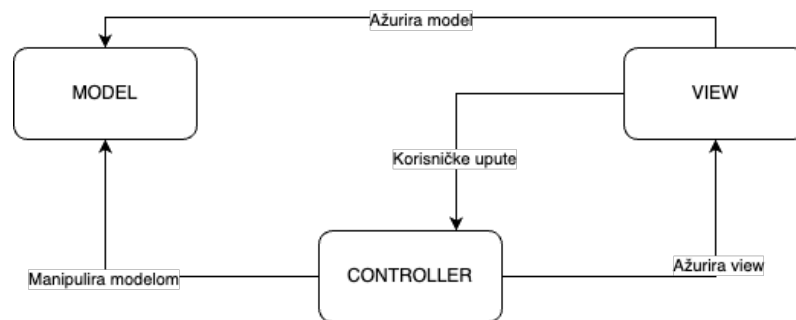 Ažurira model
MODEL
VIEW
Korisničke upute
CONTROLLER
Manipulira modelom
Ažurira view